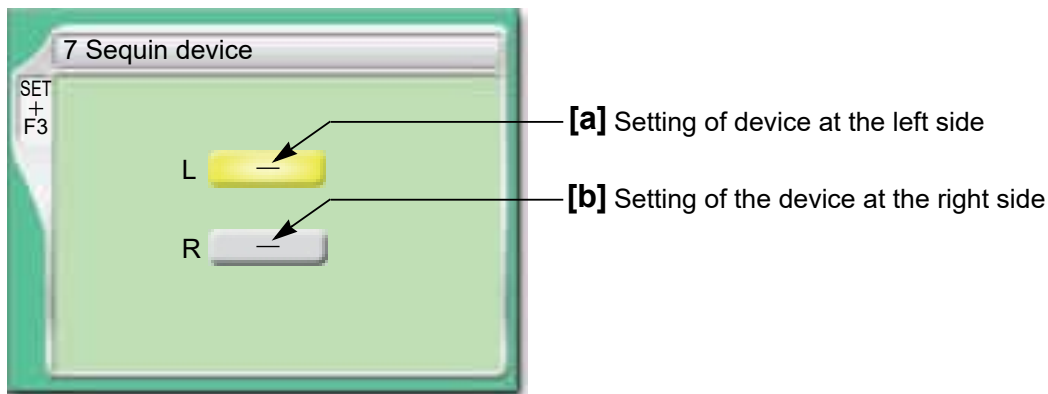 7 Sequin device
SET
+
F3
[a] Setting of device at the left side
L —
[b] Setting of the device at the right side
R —